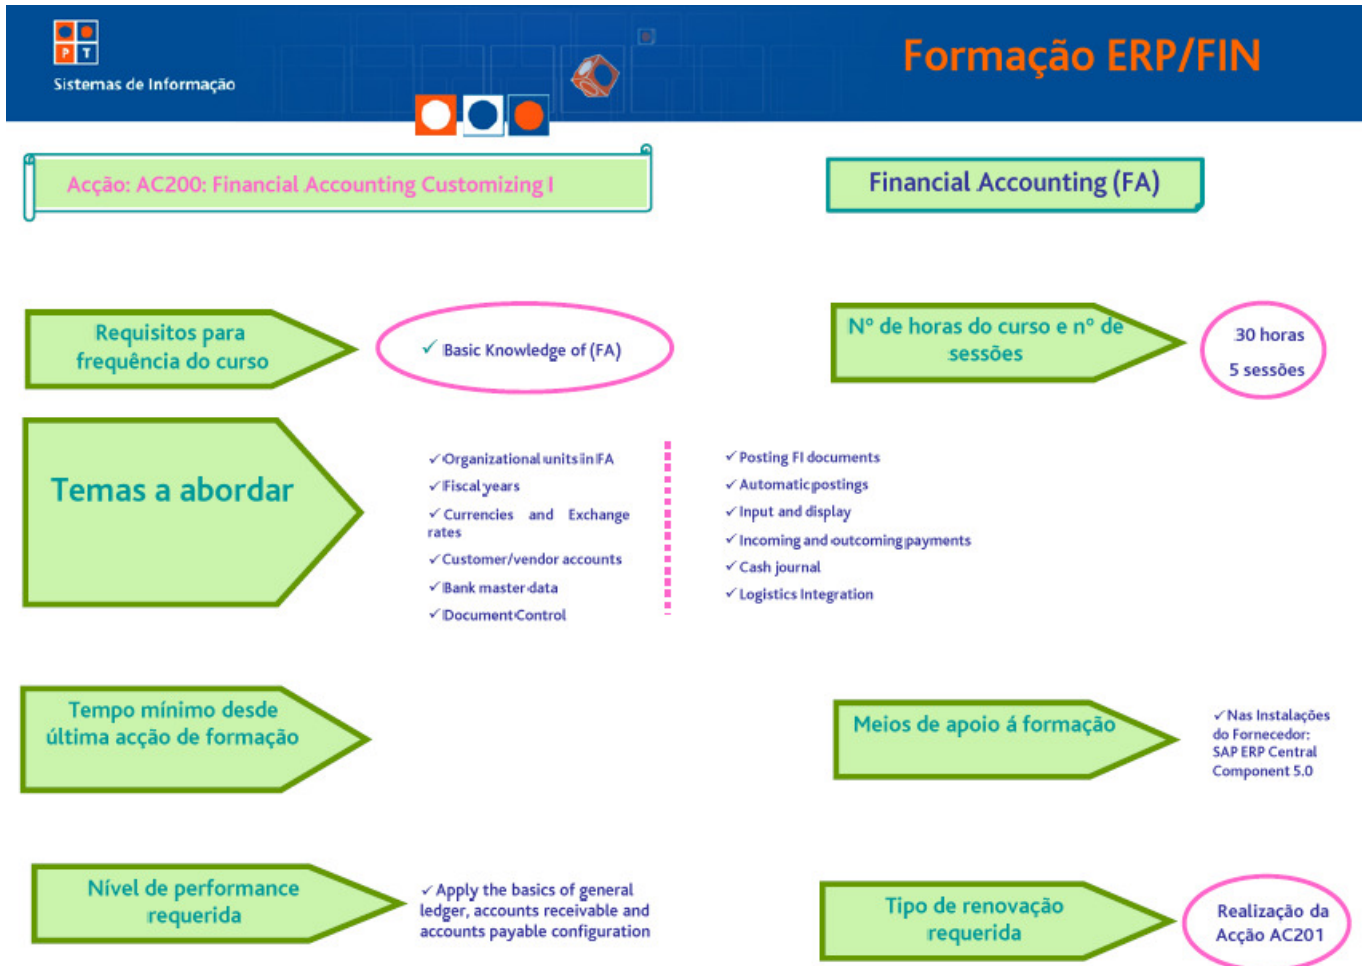 P T
Sistemas de Informação
Formação ERP/FIN
Acção: AC200: Financial Accounting Customizing I
Financial Accounting (FA)
Requisitos para
frequência do curso
✓ Basic Knowledge of (FA)
Nº de horas do curso e nº de
sessões
30 horas
5 sessões
Temas a abordar
✓ Organizational units in FA
✓ Fiscal years
✓ Currencies and Exchange
rates
✓ Customer/vendor accounts
✓ Bank master data
✓ Document Control
✓ Posting FI documents
✓ Automatic postings
✓ Input and display
✓ Incoming and outcoming payments
✓ Cash journal
✓ Logistics Integration
Tempo mínimo desde
última acção de formação
Meios de apoio á formação
✓ Nas Instalações
do Fornecedor:
SAP ERP Central
Component 5.0
Nível de performance
requerida
✓ Apply the basics of general
ledger, accounts receivable and
accounts payable configuration
Tipo de renovação
requerida
Realização da
Acção AC201